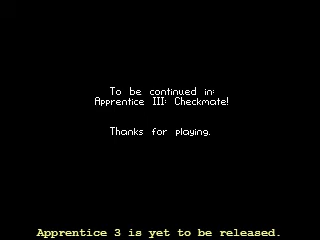 To be continued in:
Apprentice III: Checkmate!
Thanks for playing.
Apprentice 3 is yet to be released.